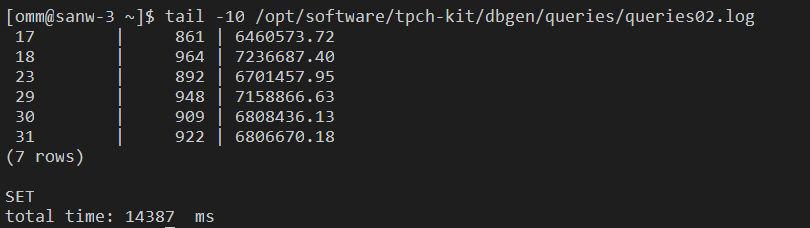 [omm@sanw-3 ~]$ tail -10 /opt/software/tpch-kit/dbgen/queries/queries02.log
17 | 861 | 6460573.72
18 | 964 | 7236687.40
23 | 892 | 6701457.95
29 | 948 | 7158866.63
30 | 909 | 6808436.13
31 | 922 | 6806670.18
(7 rows)
SET
total time: 14387 ms